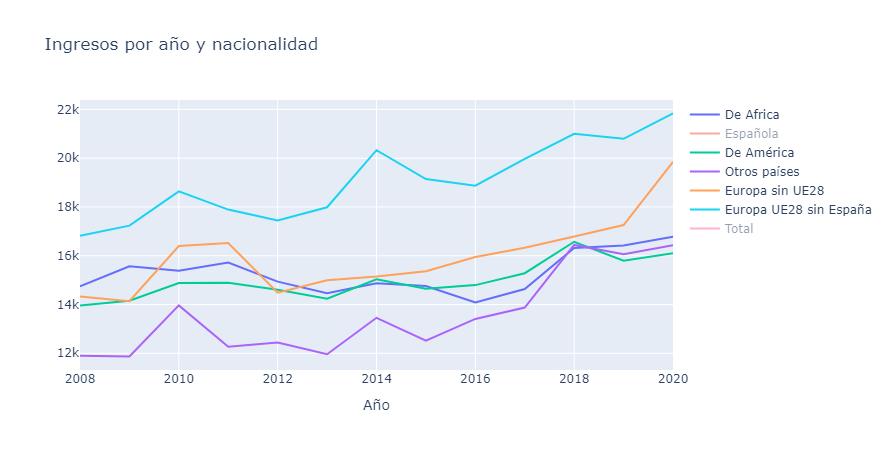 Ingresos por año y nacionalidad
22k
20k
18k
16k
14k
12k
2008 2010 2012 2014 2016 2018 2020
Año
De Africa
Española
De América
Otros países
Europa sin UE28
Europa UE28 sin España
Total